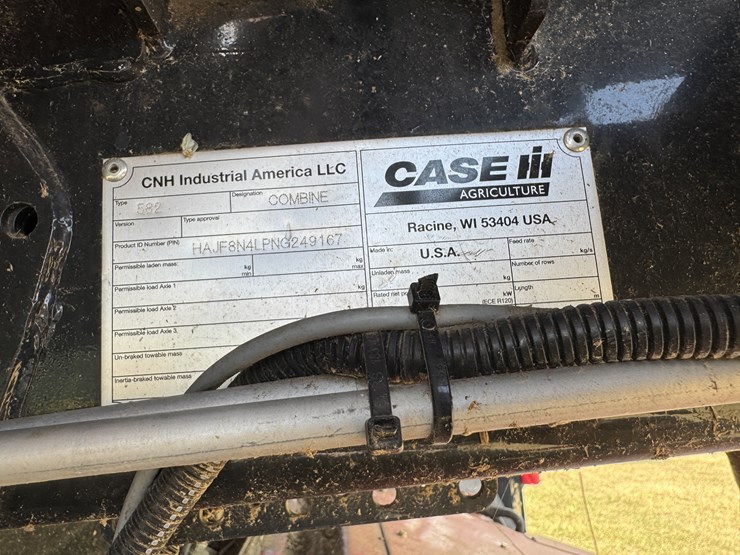 CNH Industrial America LLC
Type 582 Designation COMBINE
Version Type approval
Product ID Number (PIN) HAJF8N4LPNG249167
Permissible laden mass: kg min kg max
Permissible load Axle 1 kg
Permissible load Axle 2
Permissible load Axle 3
Un-braked towable mass
Inertia-braked towable mass
CASE IH
AGRICULTURE
Racine, WI 53404 USA
Made in: U.S.A. Feed rate kg/s
Unladen mass kg Number of rows
Rated net kW (ECE R120) Length m